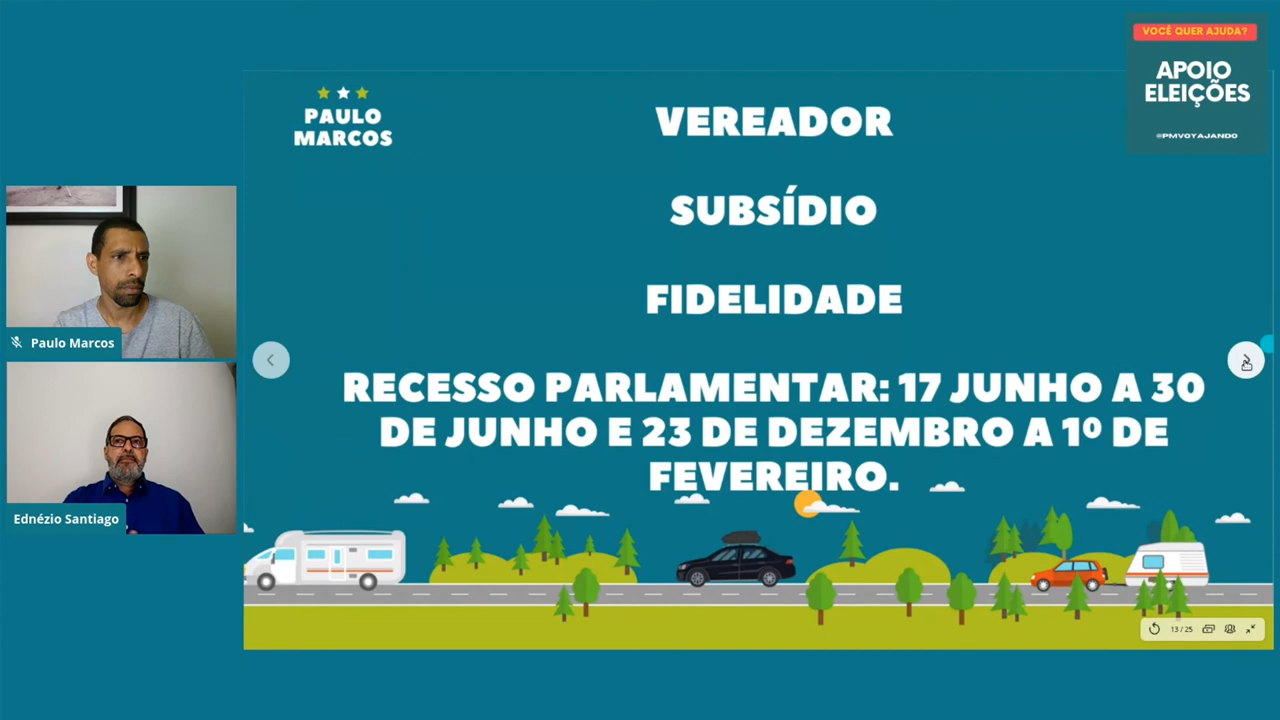 VOCÊ QUER AJUDA?
APOIO
ELEIÇÕES
@PMVOYAJANDO
PAULO
MARCOS
VEREADOR
SUBSÍDIO
FIDELIDADE
RECESSO PARLAMENTAR: 17 JUNHO A 30
DE JUNHO E 23 DE DEZEMBRO A 1º DE
FEVEREIRO.
Paulo Marcos
Ednézio Santiago
13 / 25